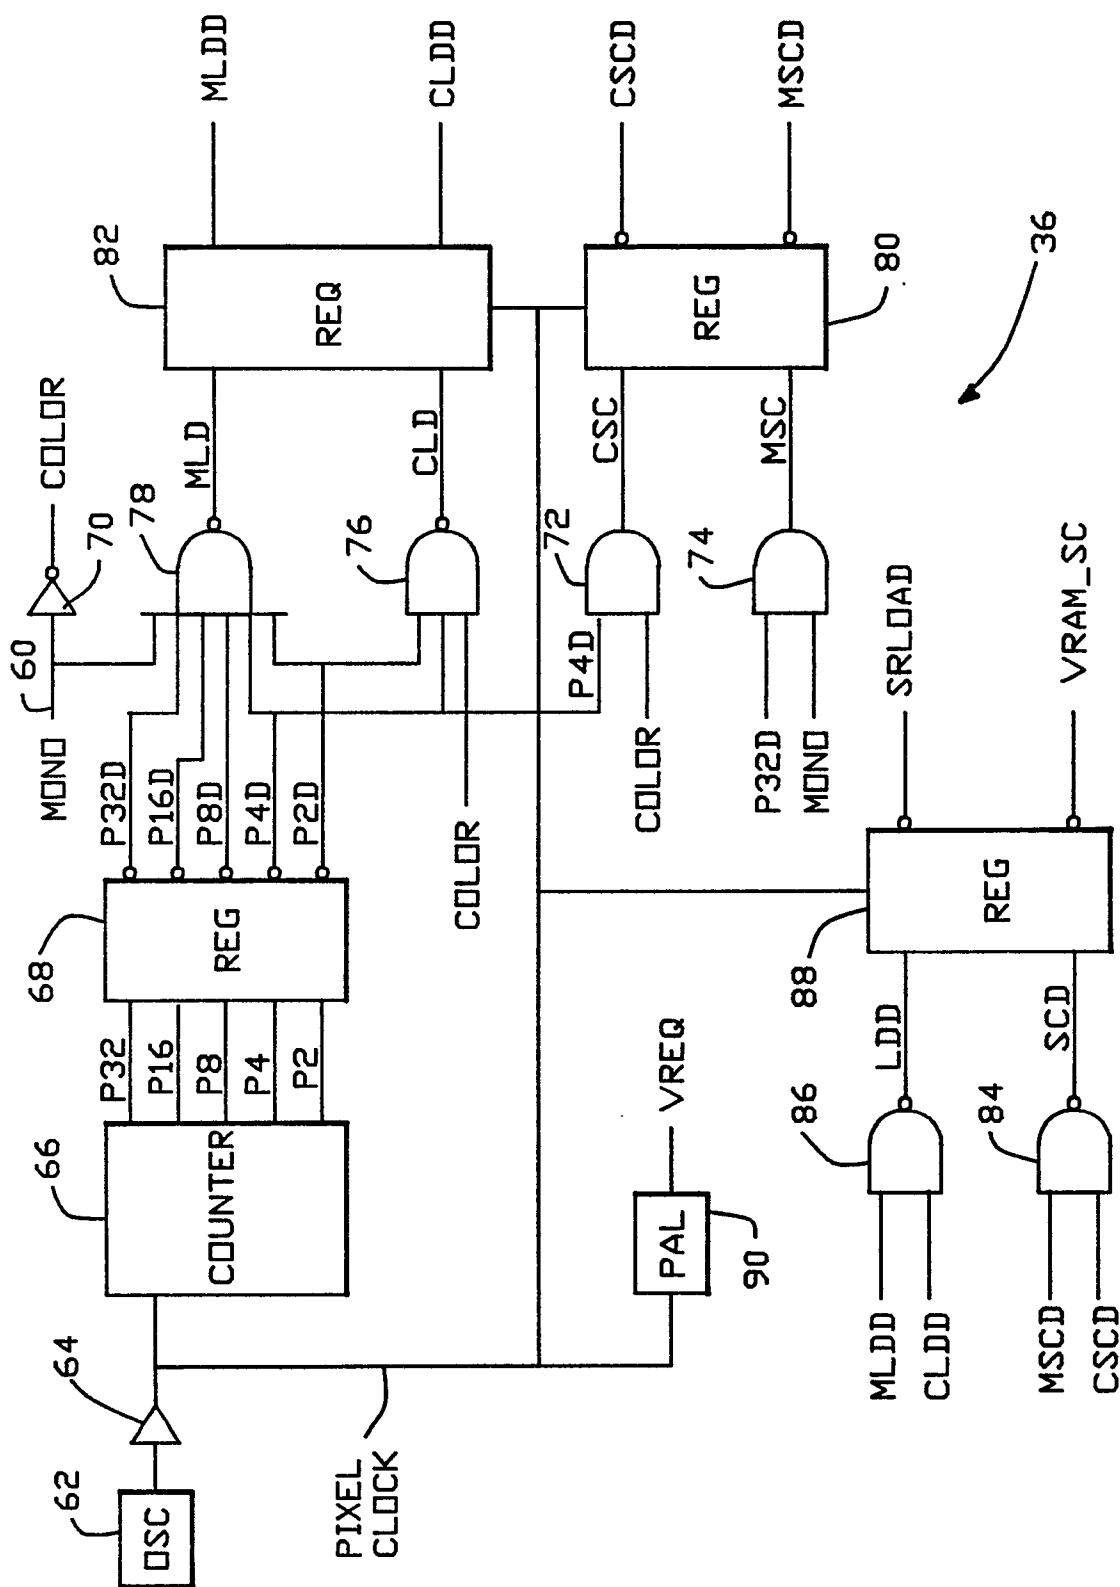 62
OSC
64
PIXEL
CLOCK
66
COUNTER
P32
P16
P8
P4
P2
68
REG
P32D
P16D
P8D
P4D
P2D
MONO
60
70
COLOR
78
MLD
76
CLD
COLOR
82
REQ
MLDD
CLDD
P4D
COLOR
72
CSC
P32D
MONO
74
MSC
REG
80
CSCD
MSCD
PAL
90
VREQ
MLDD
CLDD
86
LDD
MSCD
CSCD
84
SCD
88
REG
SRLOAD
VRAM_SC
36